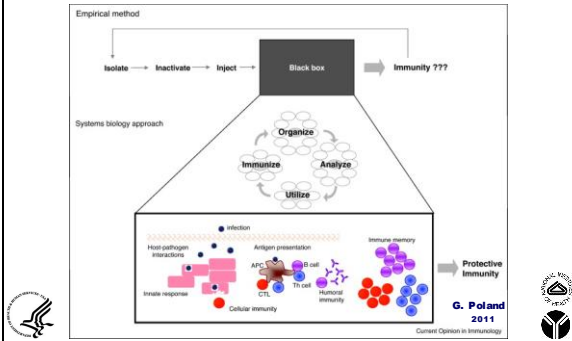 Empirical method
Isolate
Inactivate
Inject
Black box
Immunity ???
Systems biology approach
Organize
Immunize
Analyze
Utilize
infection
Host-pathogen
interactions
Antigen presentation
Immune memory
APC
B cell
Th cell
CTL
Innate response
Humoral
immunity
Cellular immunity
Protective
Immunity
G. Poland
2011
Current Opinion in Immunology